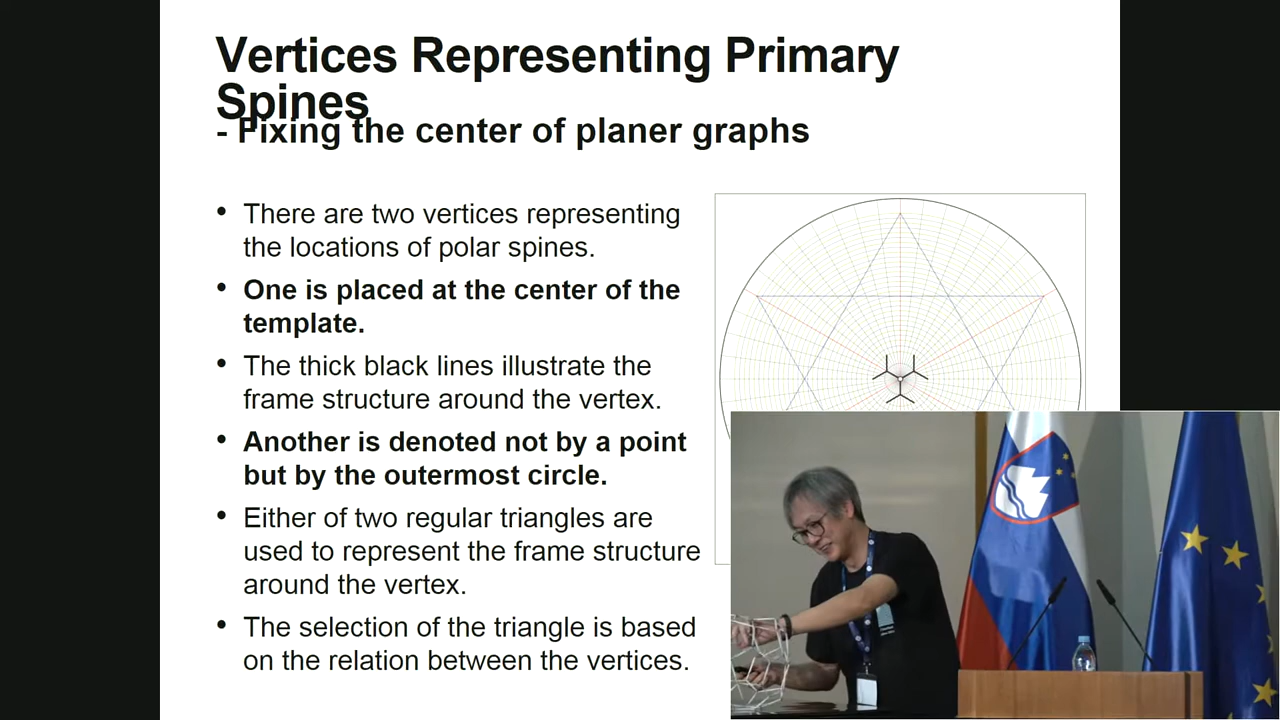 Vertices Representing Primary
Spines
- Fixing the center of planer graphs
• There are two vertices representing
the locations of polar spines.
• One is placed at the center of the
template.
• The thick black lines illustrate the
frame structure around the vertex.
• Another is denoted not by a point
but by the outermost circle.
• Either of two regular triangles are
used to represent the frame structure
around the vertex.
• The selection of the triangle is based
on the relation between the vertices.